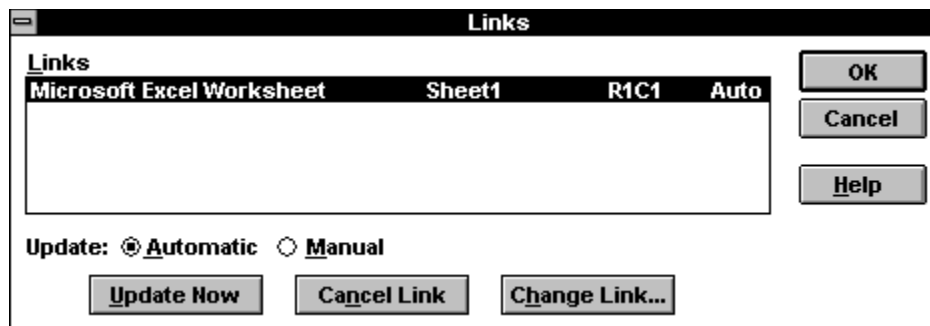 Links
Links
Microsoft Excel Worksheet Sheet1 R1C1 Auto
OK
Cancel
Help
Update: Automatic Manual
Update Now Cancel Link Change Link...